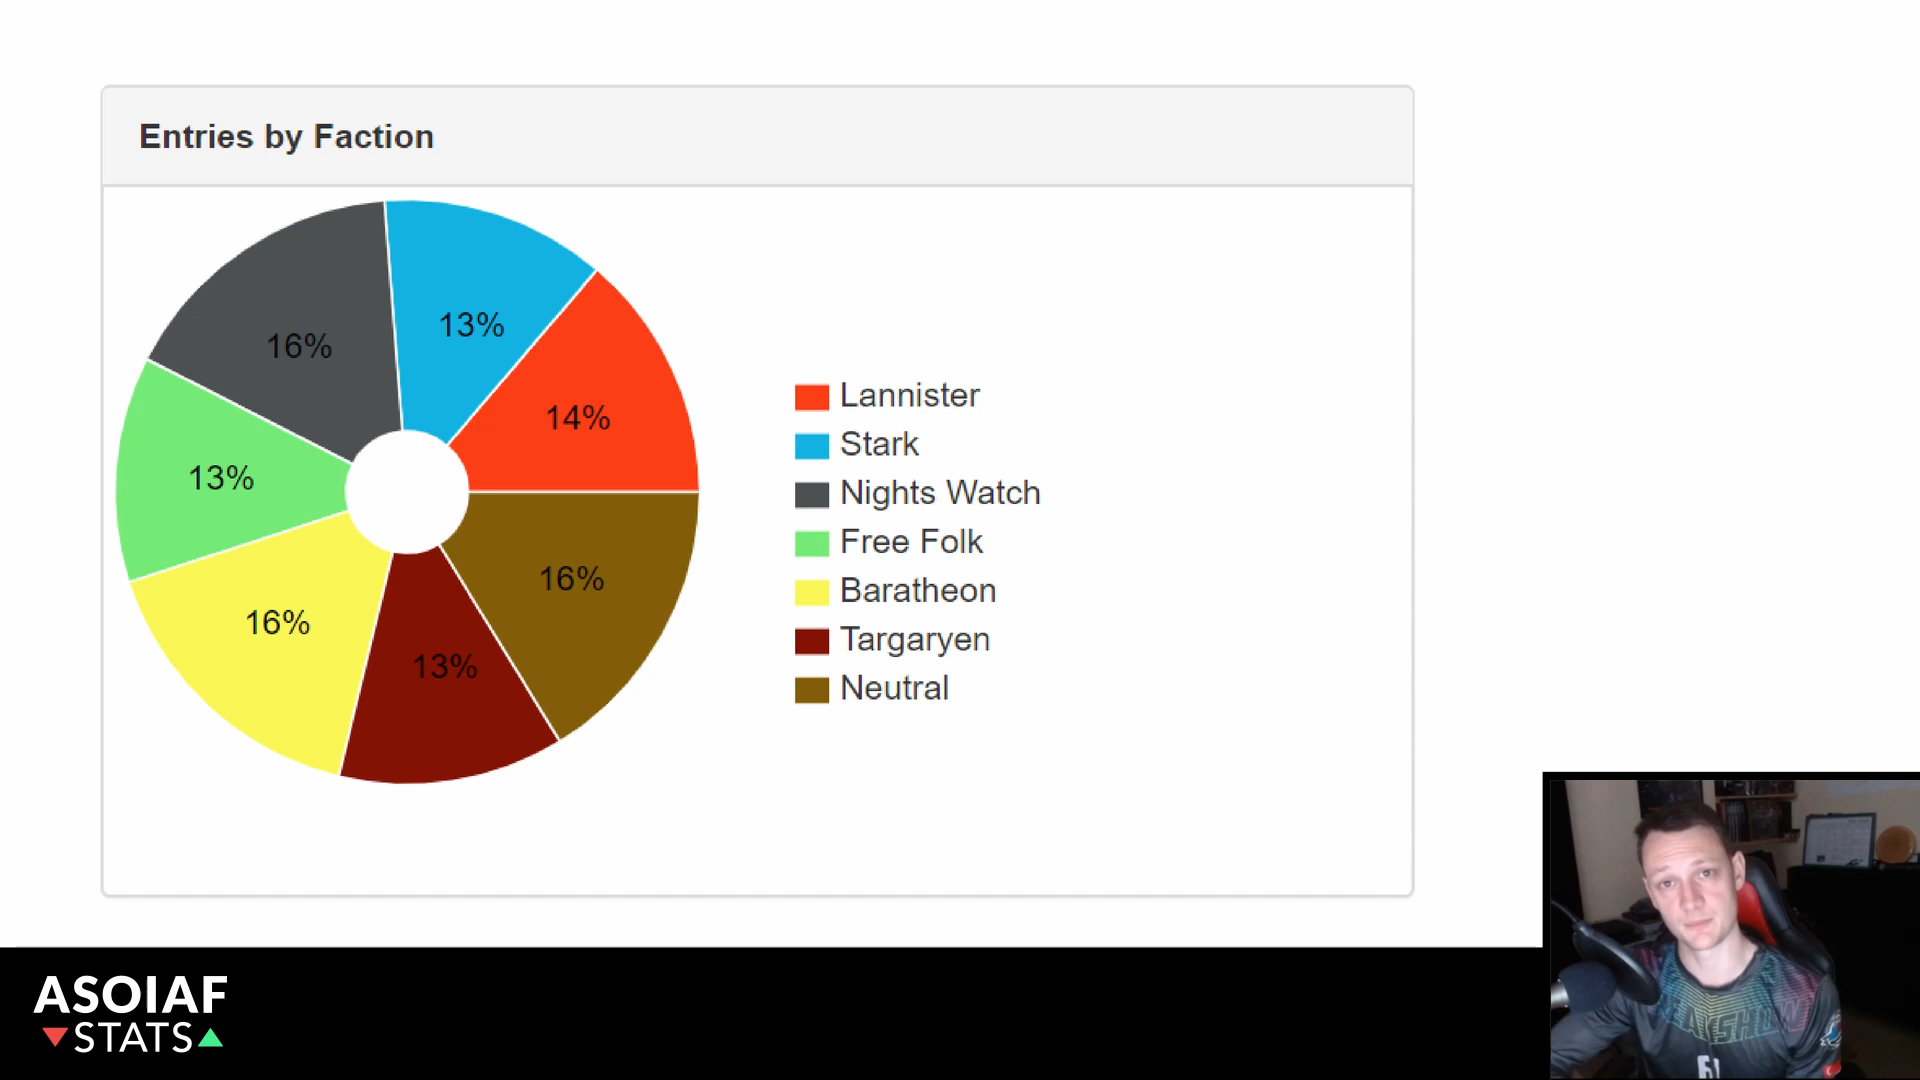 Entries by Faction
13%
16%
14%
13%
16%
16%
13%
Lannister
Stark
Nights Watch
Free Folk
Baratheon
Targaryen
Neutral
ASOIAF
STATS